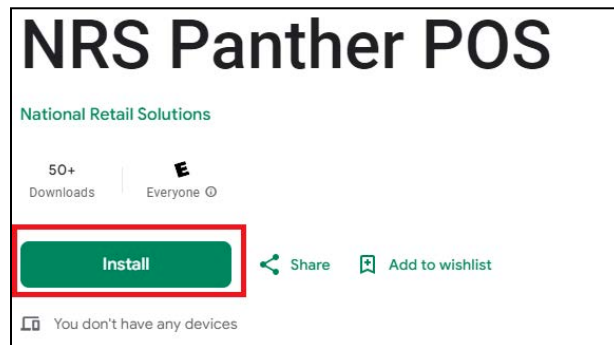 NRS Panther POS
National Retail Solutions
50+
Downloads
E
Everyone
Install
Share
Add to wishlist
You don't have any devices